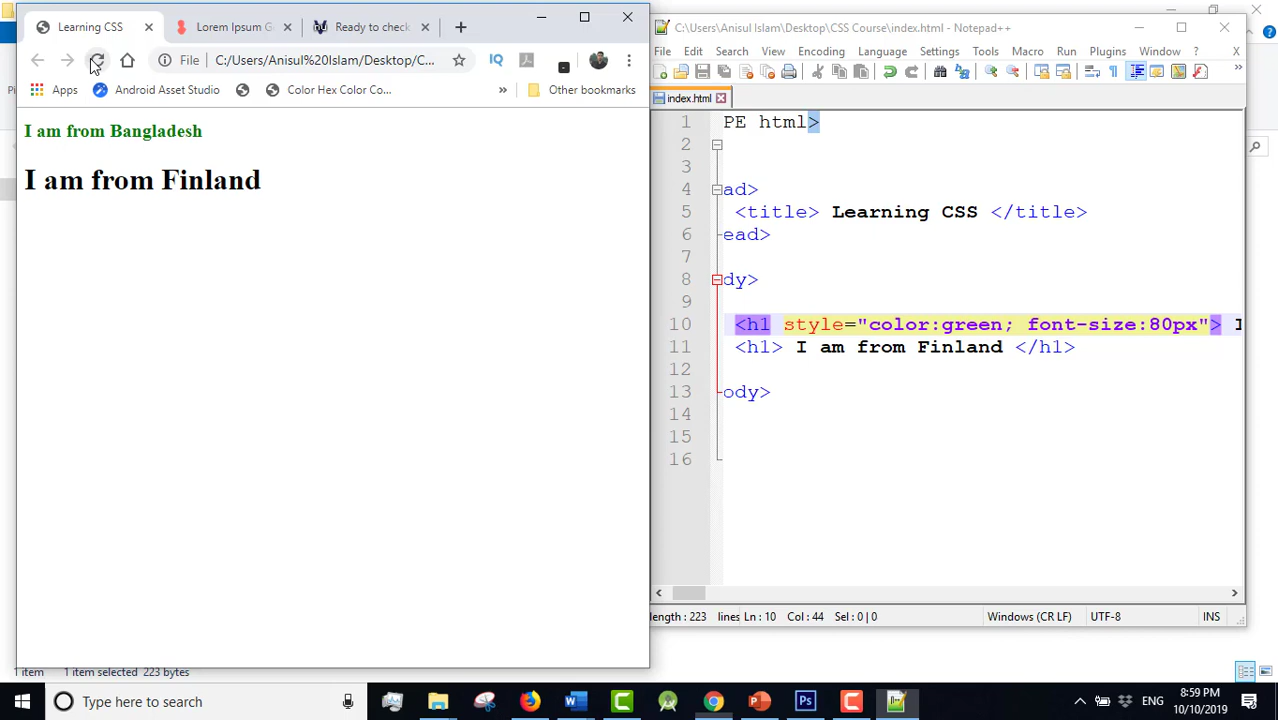 Learning CSS
Lorem Ipsum G
Ready to check
File
C:/Users/Anisul%20Islam/Desktop/C...
Apps
Android Asset Studio
Color Hex Color Co...
»
Other bookmarks
I am from Bangladesh
I am from Finland
C:\Users\Anisul Islam\Desktop\CSS Course\index.html - Notepad++
File Edit Search View Encoding Language Settings Tools Macro Run Plugins Window ? X
index.html
1 PE html>
2
3
4 ad>
5 <title> Learning CSS </title>
6 ead>
7
8 dy>
9
10 <h1 style="color:green; font-size:80px"> I
11 <h1> I am from Finland </h1>
12
13 ody>
14
15
16
length : 223 lines Ln : 10 Col : 44 Sel : 0 | 0 Windows (CR LF) UTF-8 INS
1 item 1 item selected 223 bytes
Type here to search
ENG
8:59 PM
10/10/2019